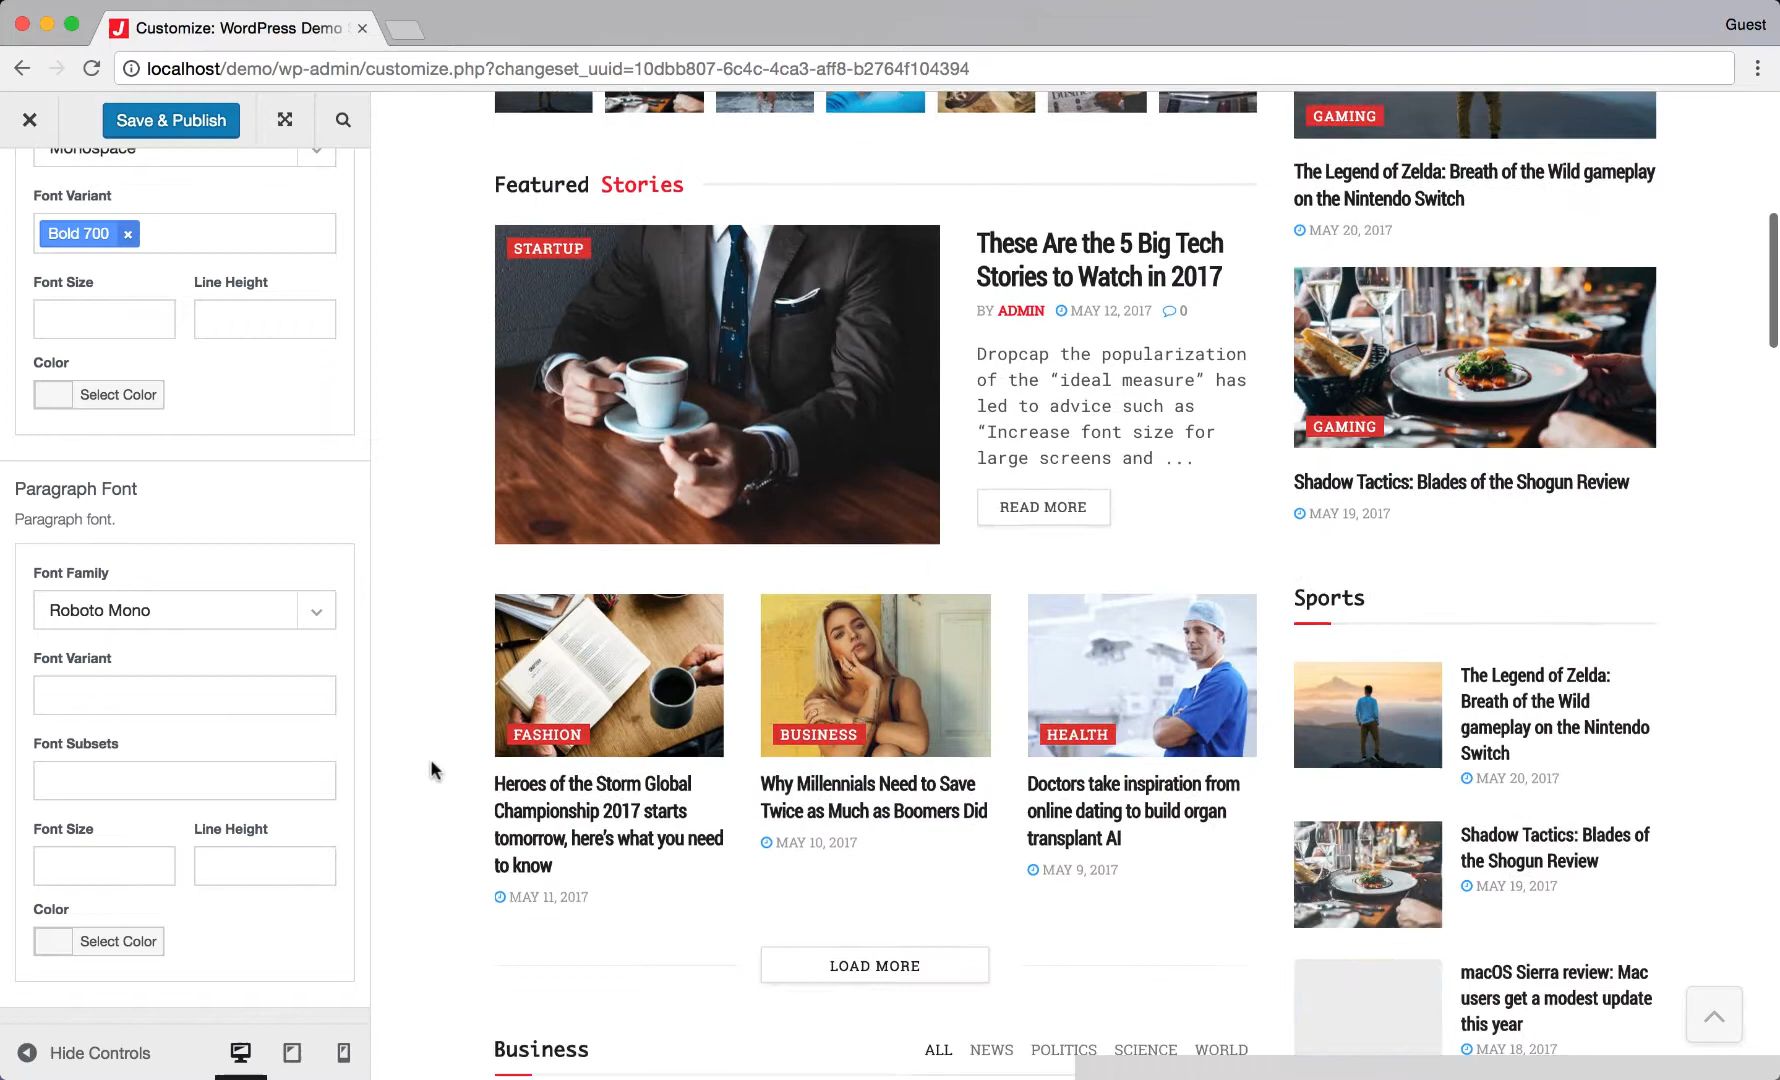 Customize: WordPress Demo
Guest
localhost/demo/wp-admin/customize.php?changeset_uuid=10dbb807-6c4c-4ca3-aff8-b2764f104394
Save & Publish
Monospace
Font Variant
Bold 700 ×
Font Size
Line Height
Color
Select Color
Paragraph Font
Paragraph font.
Font Family
Roboto Mono
Font Variant
Font Subsets
Font Size
Line Height
Color
Select Color
Hide Controls
Featured Stories
STARTUP
These Are the 5 Big Tech
Stories to Watch in 2017
BY ADMIN MAY 12, 2017 0
Dropcap the popularization
of the “ideal measure” has
led to advice such as
“Increase font size for
large screens and ...
READ MORE
FASHION
Heroes of the Storm Global
Championship 2017 starts
tomorrow, here’s what you need
to know
MAY 11, 2017
BUSINESS
Why Millennials Need to Save
Twice as Much as Boomers Did
MAY 10, 2017
HEALTH
Doctors take inspiration from
online dating to build organ
transplant AI
MAY 9, 2017
LOAD MORE
Business
ALL NEWS POLITICS SCIENCE WORLD
GAMING
The Legend of Zelda: Breath of the Wild gameplay
on the Nintendo Switch
MAY 20, 2017
GAMING
Shadow Tactics: Blades of the Shogun Review
MAY 19, 2017
Sports
The Legend of Zelda:
Breath of the Wild
gameplay on the Nintendo
Switch
MAY 20, 2017
Shadow Tactics: Blades of
the Shogun Review
MAY 19, 2017
macOS Sierra review: Mac
users get a modest update
this year
MAY 18, 2017